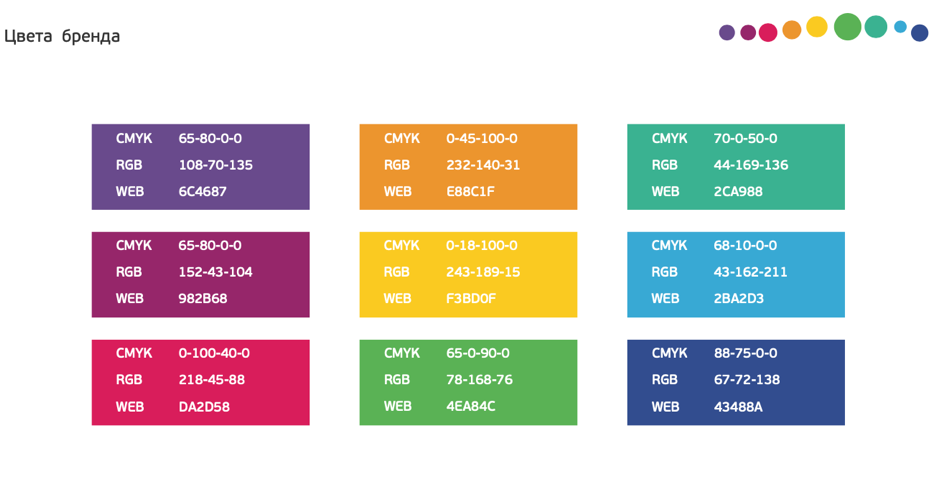 Цвета бренда
CMYK 65-80-0-0
RGB 108-70-135
WEB 6C4687
CMYK 0-45-100-0
RGB 232-140-31
WEB E88C1F
CMYK 70-0-50-0
RGB 44-169-136
WEB 2CA988
CMYK 65-80-0-0
RGB 152-43-104
WEB 982B68
CMYK 0-18-100-0
RGB 243-189-15
WEB F3BD0F
CMYK 68-10-0-0
RGB 43-162-211
WEB 2BA2D3
CMYK 0-100-40-0
RGB 218-45-88
WEB DA2D58
CMYK 65-0-90-0
RGB 78-168-76
WEB 4EA84C
CMYK 88-75-0-0
RGB 67-72-138
WEB 43488A